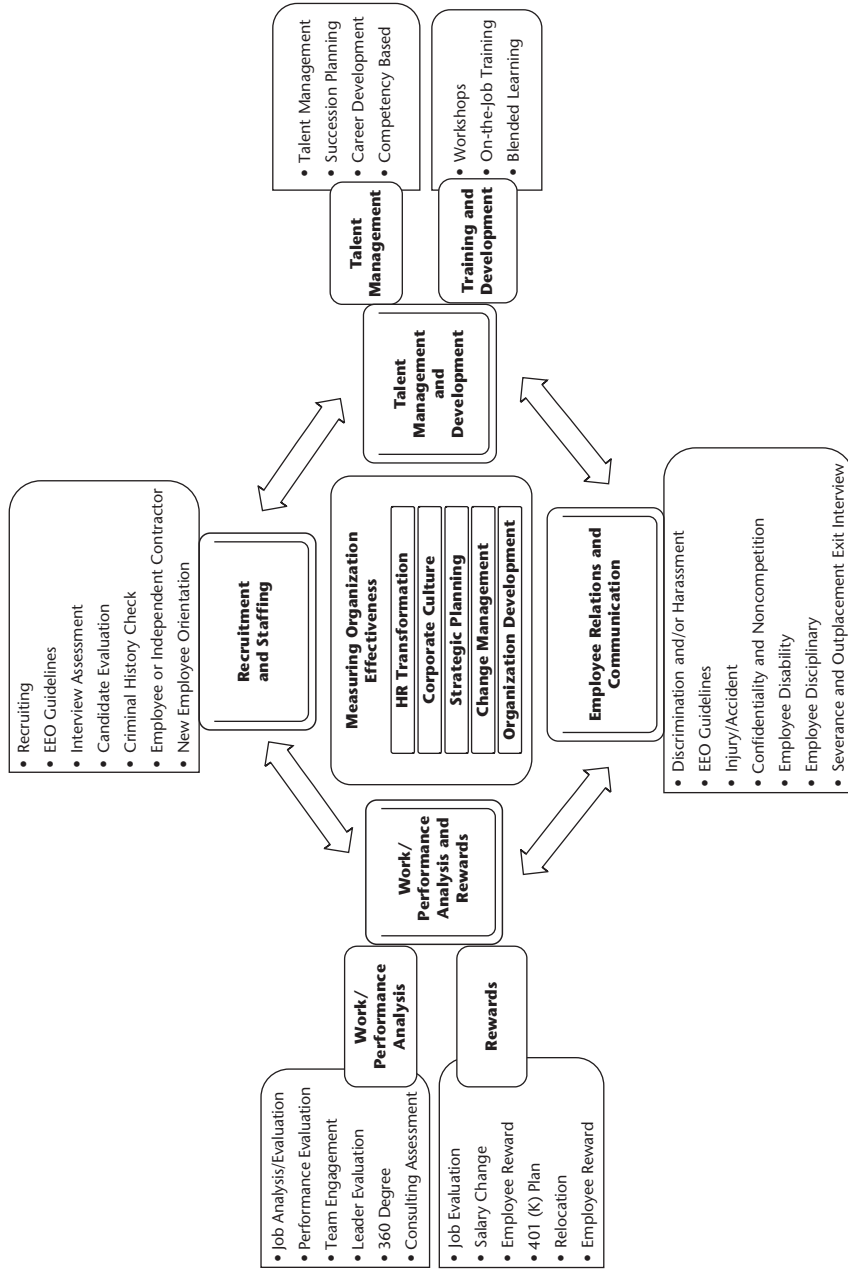 • Recruiting
• EEO Guidelines
• Interview Assessment
• Candidate Evaluation
• Criminal History Check
• Employee or Independent Contractor
• New Employee Orientation
Recruitment
and Staffing
• Job Analysis/Evaluation
• Performance Evaluation
• Team Engagement
• Leader Evaluation
• 360 Degree
• Consulting Assessment
Work/
Performance
Analysis
• Job Evaluation
• Salary Change
• Employee Reward
• 401 (K) Plan
• Relocation
• Employee Reward
Rewards
Work/
Performance
Analysis and
Rewards
Measuring Organization
Effectiveness
HR Transformation
Corporate Culture
Strategic Planning
Change Management
Organization Development
Talent
Management
and
Development
Talent
Management
• Talent Management
• Succession Planning
• Career Development
• Competency Based
Training and
Development
• Workshops
• On-the-Job Training
• Blended Learning
Employee Relations and
Communication
• Discrimination and/or Harassment
• EEO Guidelines
• Injury/Accident
• Confidentiality and Noncompetition
• Employee Disability
• Employee Disciplinary
• Severance and Outplacement Exit Interview